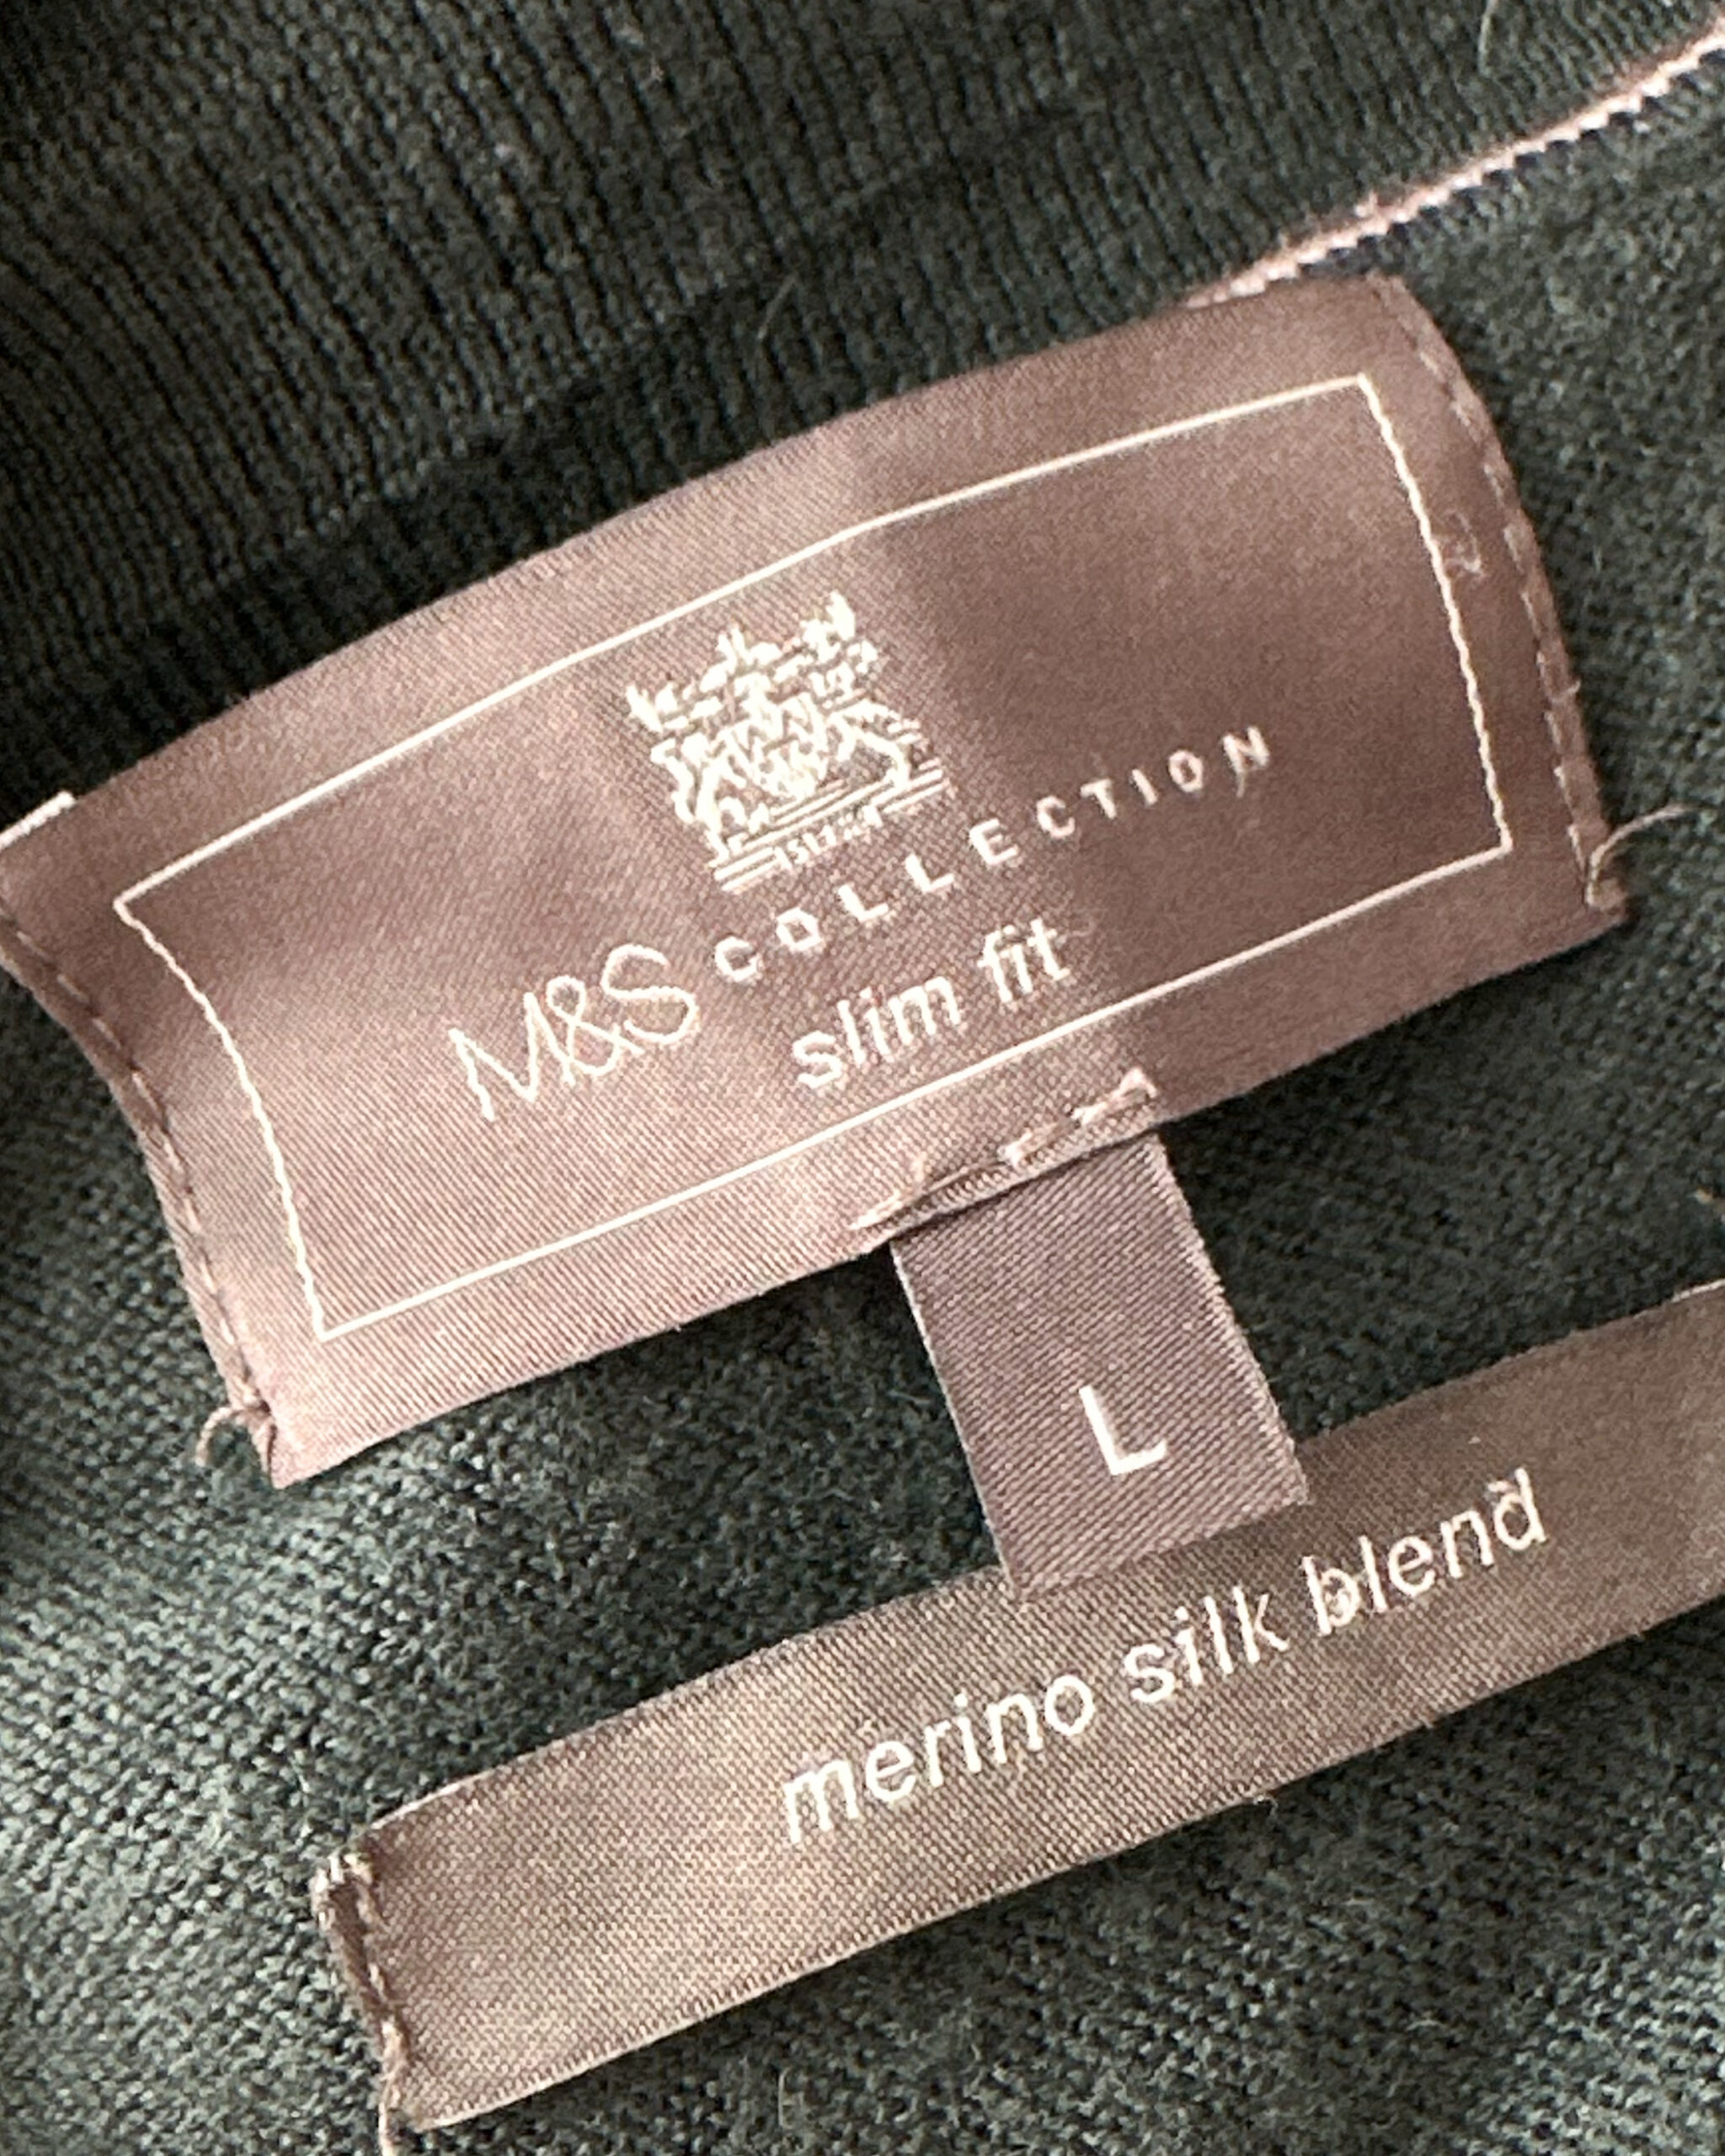 M&S COLLECTION
slim fit
L
merino silk blend